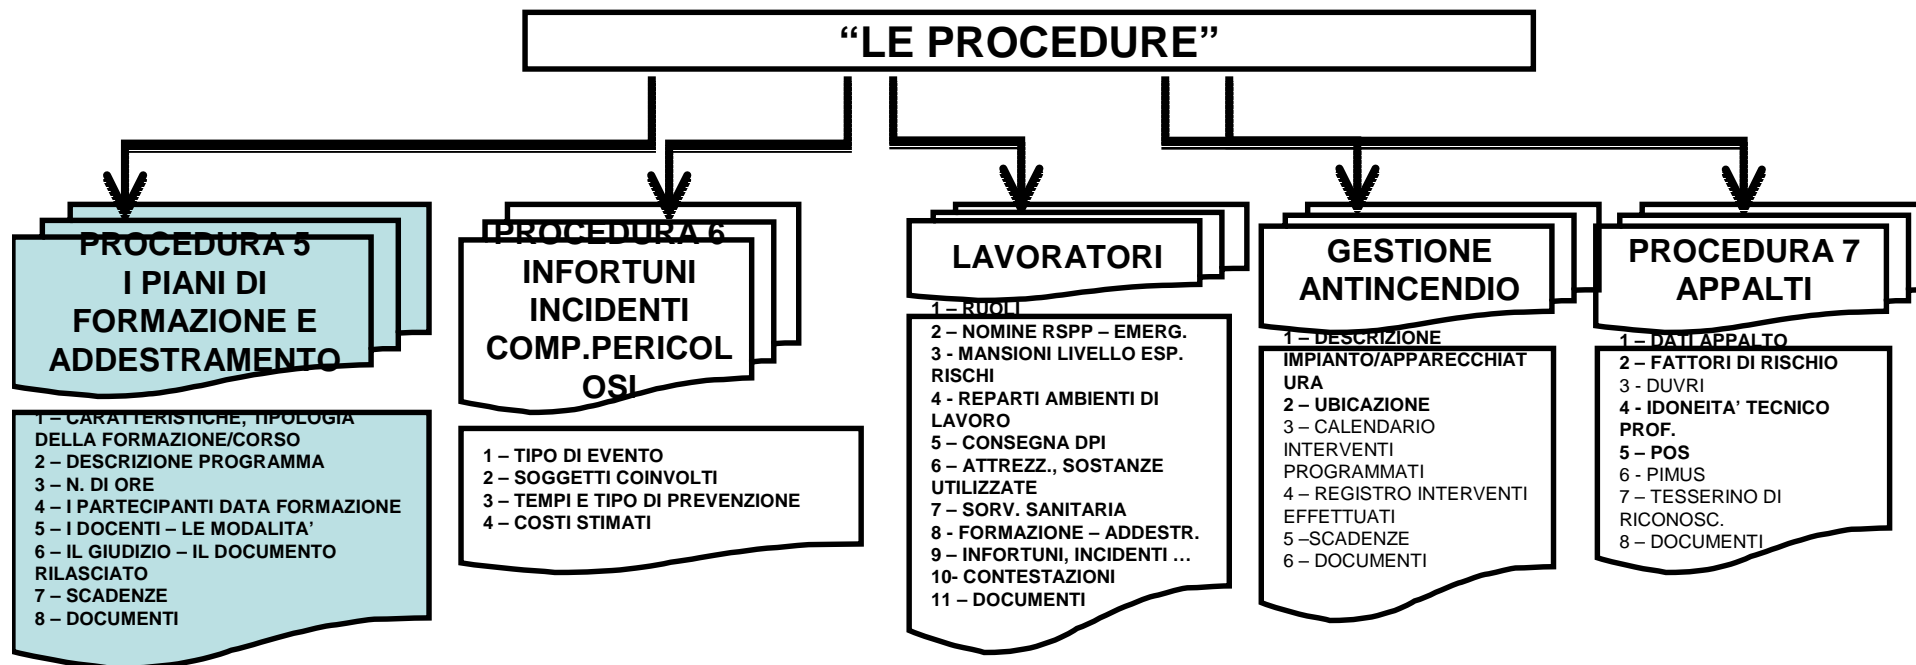 “LE PROCEDURE”
PROCEDURA 5
I PIANI DI
FORMAZIONE E
ADDESTRAMENTO
1 – CARATTERISTICHE, TIPOLOGIA
DELLA FORMAZIONE/CORSO
2 – DESCRIZIONE PROGRAMMA
3 – N. DI ORE
4 – I PARTECIPANTI DATA FORMAZIONE
5 – I DOCENTI – LE MODALITA’
6 – IL GIUDIZIO – IL DOCUMENTO
RILASCIATO
7 – SCADENZE
8 – DOCUMENTI
PROCEDURA 6
INFORTUNI
INCIDENTI
COMP.PERICOL
OSI
1 – TIPO DI EVENTO
2 – SOGGETTI COINVOLTI
3 – TEMPI E TIPO DI PREVENZIONE
4 – COSTI STIMATI
LAVORATORI
1 – RUOLI
2 – NOMINE RSPP – EMERG.
3 - MANSIONI LIVELLO ESP.
RISCHI
4 - REPARTI AMBIENTI DI
LAVORO
5 – CONSEGNA DPI
6 – ATTREZZ., SOSTANZE
UTILIZZATE
7 – SORV. SANITARIA
8 - FORMAZIONE – ADDESTR.
9 – INFORTUNI, INCIDENTI …
10- CONTESTAZIONI
11 – DOCUMENTI
GESTIONE
ANTINCENDIO
1 – DESCRIZIONE
IMPIANTO/APPARECCHIAT
URA
2 – UBICAZIONE
3 – CALENDARIO
INTERVENTI
PROGRAMMATI
4 – REGISTRO INTERVENTI
EFFETTUATI
5 –SCADENZE
6 – DOCUMENTI
PROCEDURA 7
APPALTI
1 – DATI APPALTO
2 – FATTORI DI RISCHIO
3 - DUVRI
4 - IDONEITA’ TECNICO
PROF.
5 – POS
6 - PIMUS
7 – TESSERINO DI
RICONOSC.
8 – DOCUMENTI